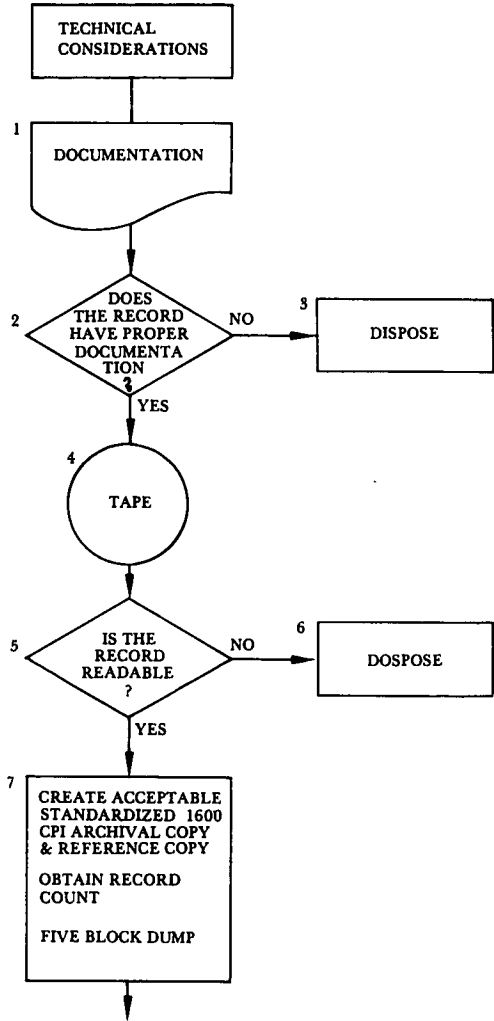 TECHNICAL
CONSIDERATIONS
1
DOCUMENTATION
2
DOES
THE RECORD
HAVE PROPER
DOCUMENTA
TION
?
NO
3
DISPOSE
YES
4
TAPE
5
IS THE
RECORD
READABLE
?
NO
6
DOSPOSE
YES
7
CREATE ACCEPTABLE
STANDARDIZED 1600
CPI ARCHIVAL COPY
& REFERENCE COPY
OBTAIN RECORD
COUNT
FIVE BLOCK DUMP